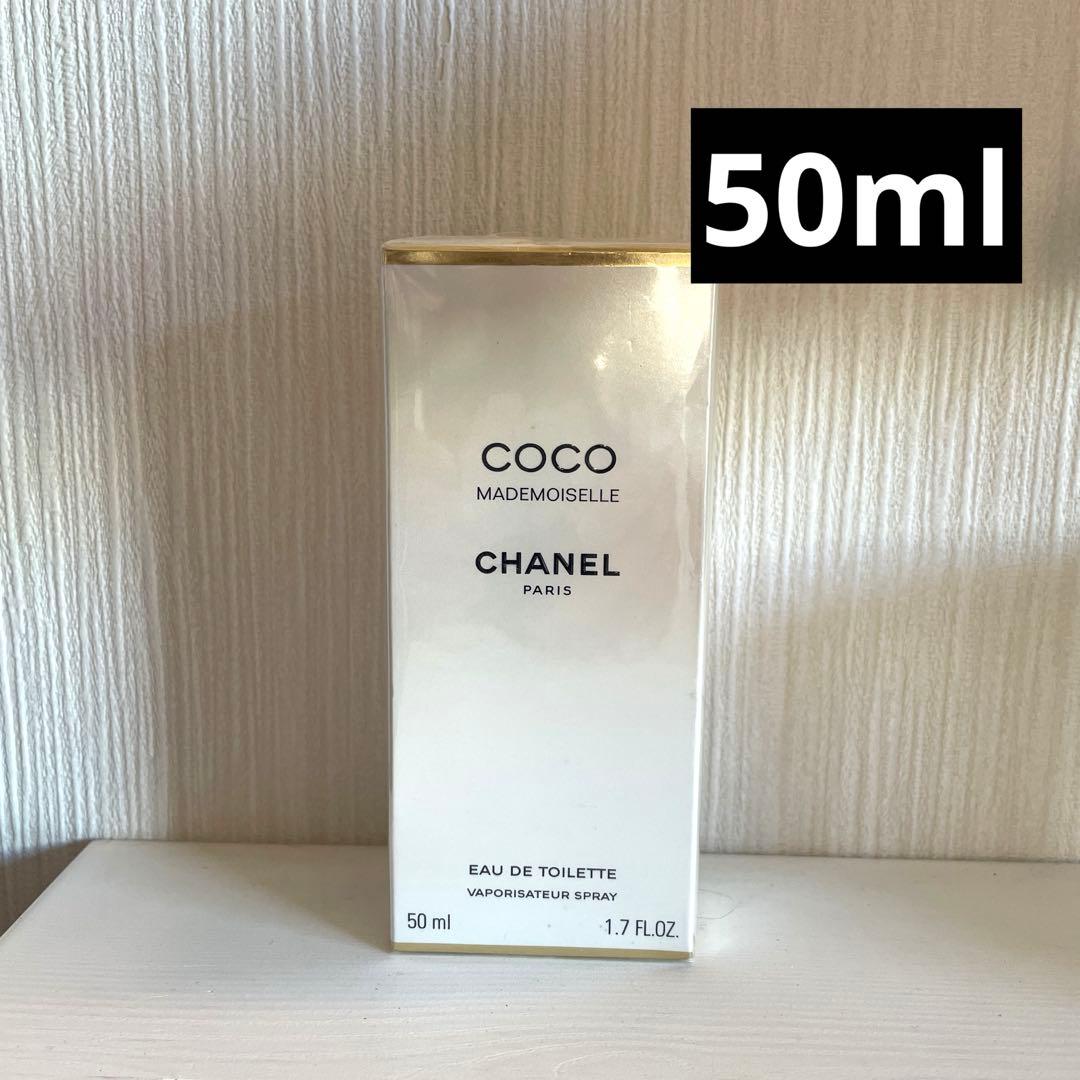 50ml
COCO
MADEMOISELLE
CHANEL
PARIS
EAU DE TOILETTE
VAPORISATEUR SPRAY
50 ml 1.7 FL.OZ.